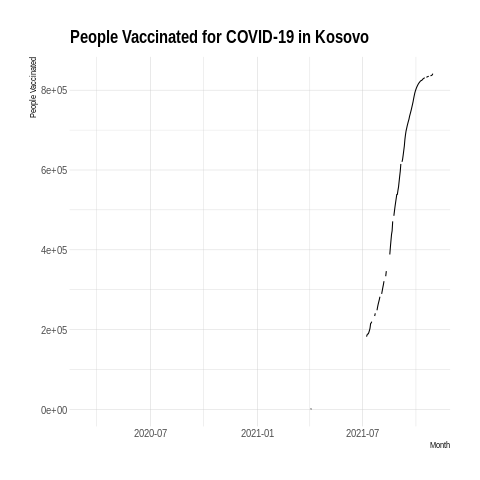 People Vaccinated for COVID-19 in Kosovo
People Vaccinated
8e+05
6e+05
4e+05
2e+05
0e+00
2020-07 2021-01 2021-07
Month